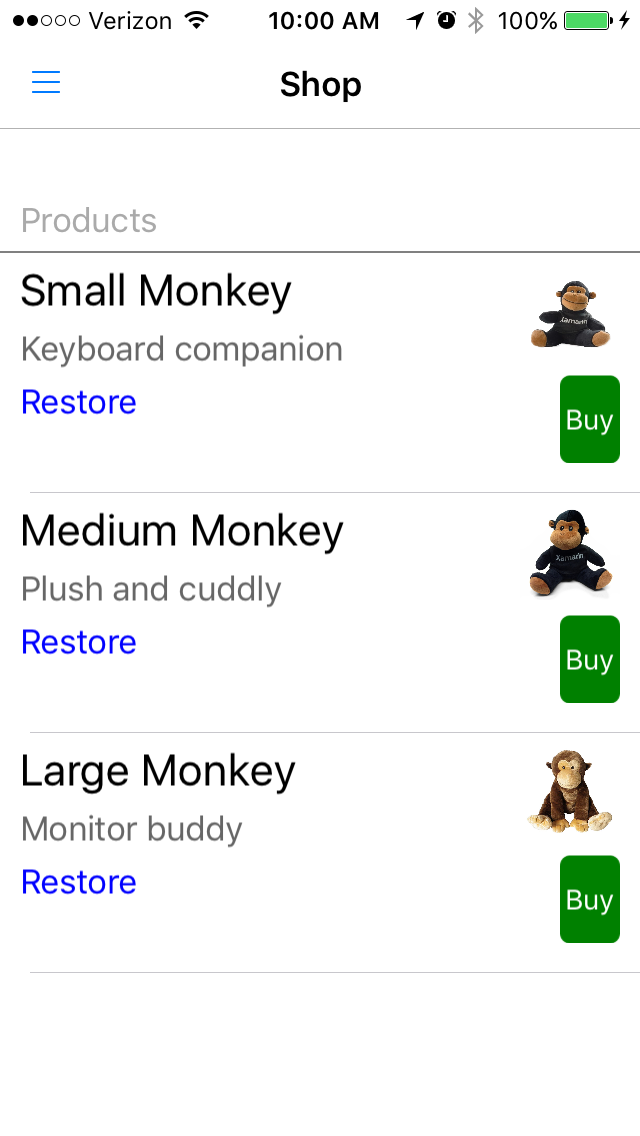 Verizon 10:00 AM 100%
Shop
Products
Small Monkey
Xamarin
Keyboard companion
Restore
Buy
Medium Monkey
Xamarin
Plush and cuddly
Restore
Buy
Large Monkey
Monitor buddy
Restore
Buy